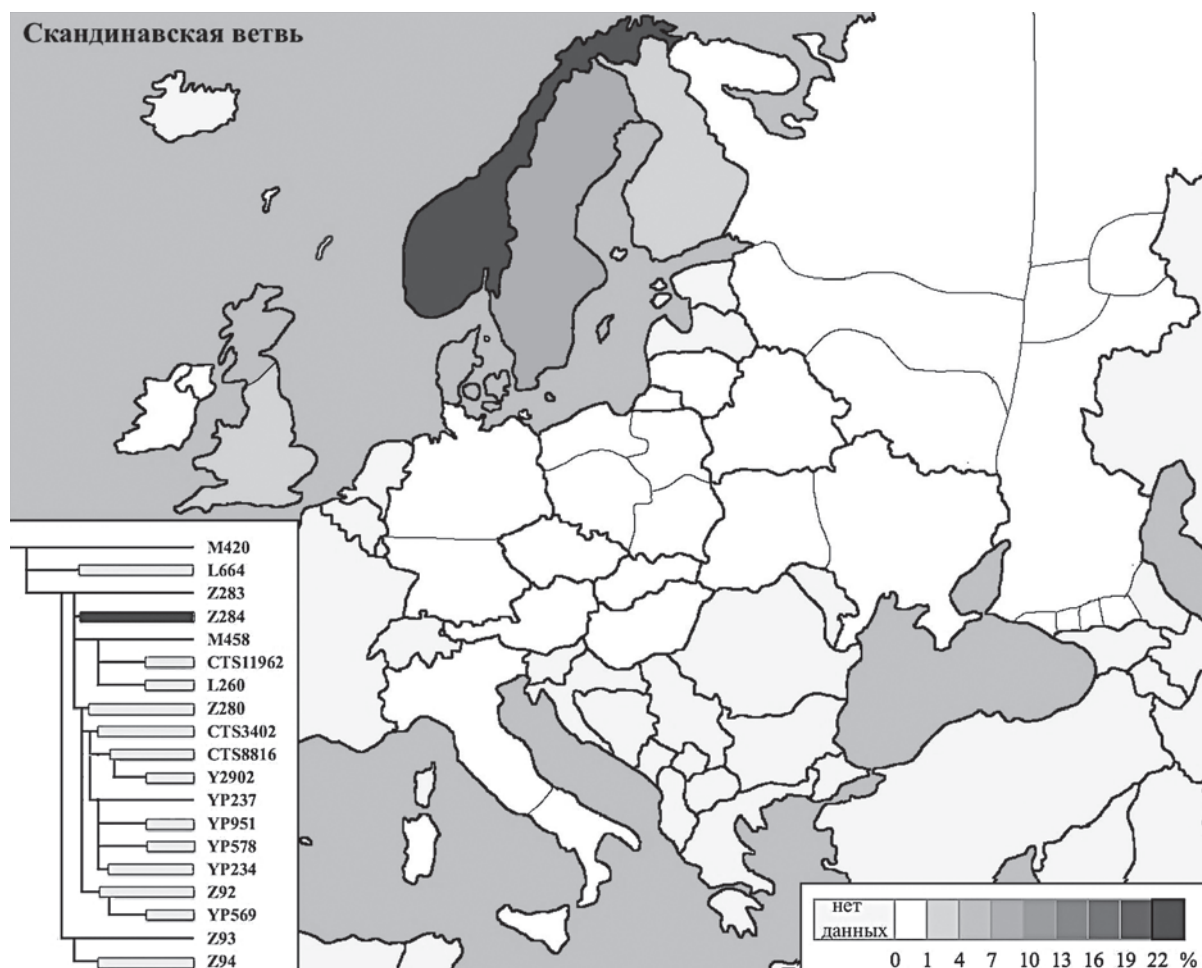 Скандинавская ветвь
M420
L664
Z283
Z284
M458
CTS11962
L260
Z280
CTS3402
CTS8816
Y2902
YP237
YP951
YP578
YP234
Z92
YP569
Z93
Z94
нет
данных
0 1 4 7 10 13 16 19 22 %